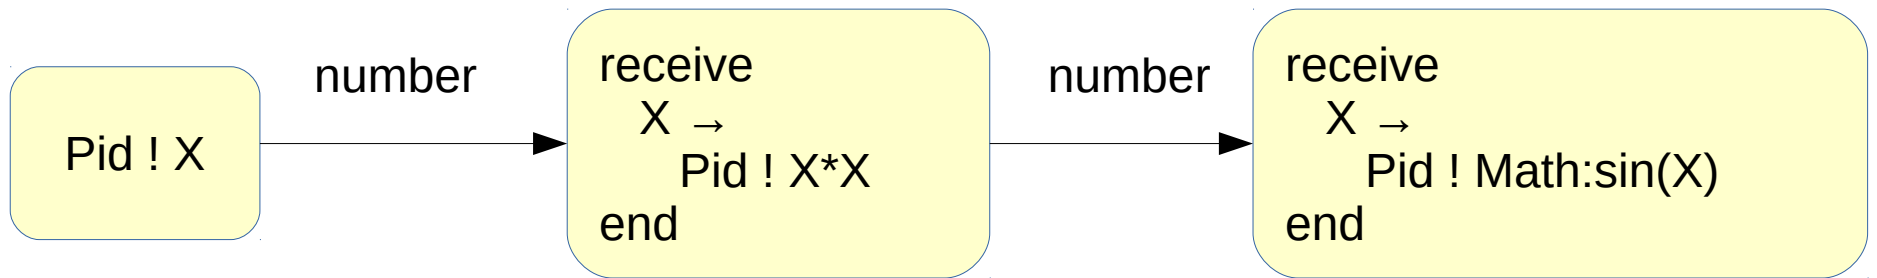 Pid ! X
number
receive
X →
Pid ! X*X
end
number
receive
X →
Pid ! Math:sin(X)
end